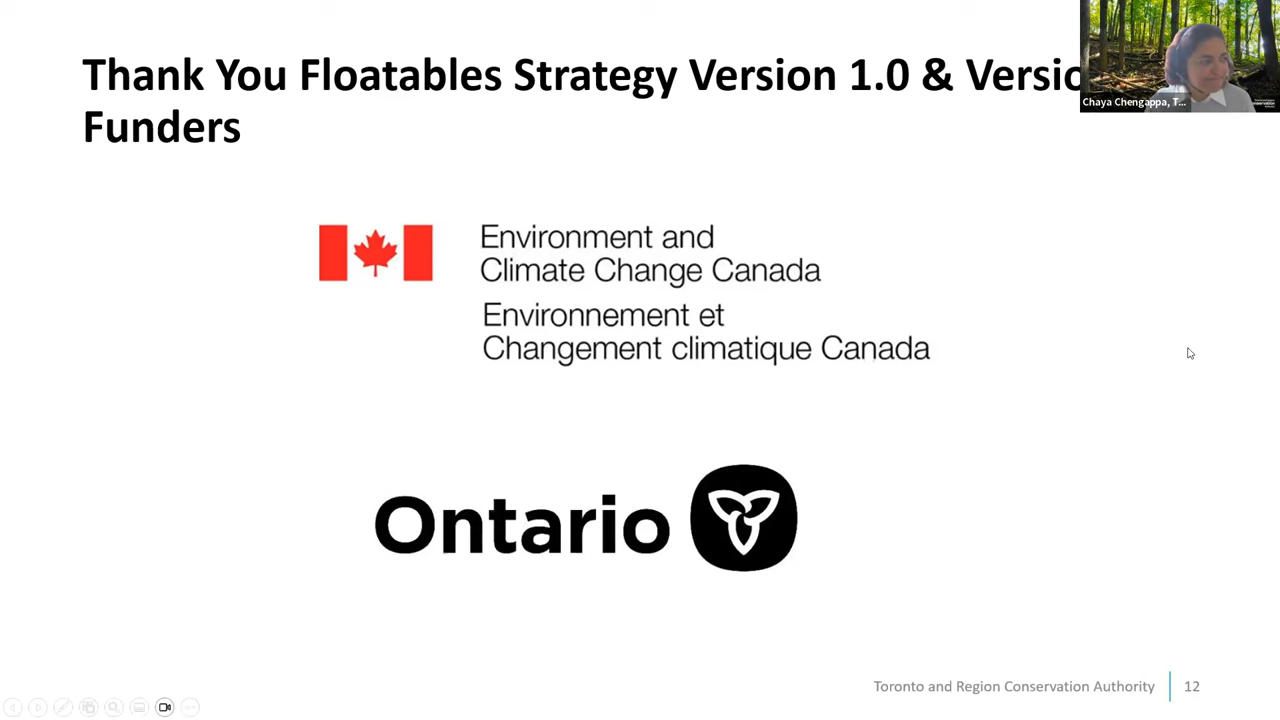 Thank You Floatables Strategy Version 1.0 & Versio
Funders
Chaya Chengappa, T...
Environment and
Climate Change Canada
Environnement et
Changement climatique Canada
Ontario
Toronto and Region Conservation Authority
12